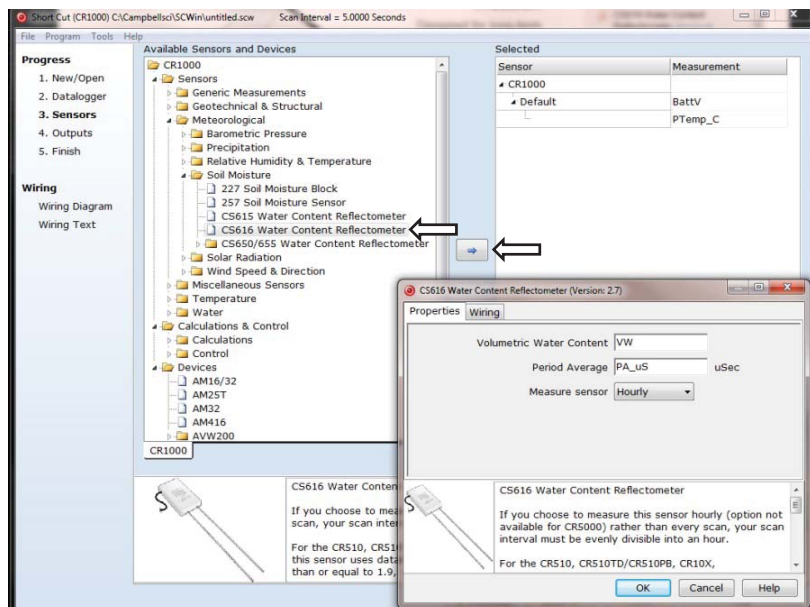 Short Cut (CR1000) C:\Campbellsci\SCWin\untitled.scw Scan Interval = 5.0000 Seconds
File Program Tools Help
Progress
1. New/Open
2. Datalogger
3. Sensors
4. Outputs
5. Finish
Wiring
Wiring Diagram
Wiring Text
Available Sensors and Devices
CR1000
Sensors
Generic Measurements
Geotechnical & Structural
Meteorological
Barometric Pressure
Precipitation
Relative Humidity & Temperature
Soil Moisture
227 Soil Moisture Block
257 Soil Moisture Sensor
CS615 Water Content Reflectometer
CS616 Water Content Reflectometer
CS650/655 Water Content Reflectometer
Solar Radiation
Wind Speed & Direction
Miscellaneous Sensors
Temperature
Water
Calculations & Control
Calculations
Control
Devices
AM16/32
AM25T
AM32
AM416
AVW200
CR1000
Selected
Sensor Measurement
CR1000
Default BattV
PTemp_C
CS616 Water Conten
If you choose to mea
scan, your scan inte
For the CR510, CR51
this sensor uses data
than or equal to 1.9,
CS616 Water Content Reflectometer (Version: 2.7)
Properties Wiring
Volumetric Water Content VW
Period Average PA_uS uSec
Measure sensor Hourly
CS616 Water Content Reflectometer
If you choose to measure this sensor hourly (option not
available for CR5000) rather than every scan, your scan
interval must be evenly divisible into an hour.
For the CR510, CR510TD/CR510PB, CR10X,
OK Cancel Help